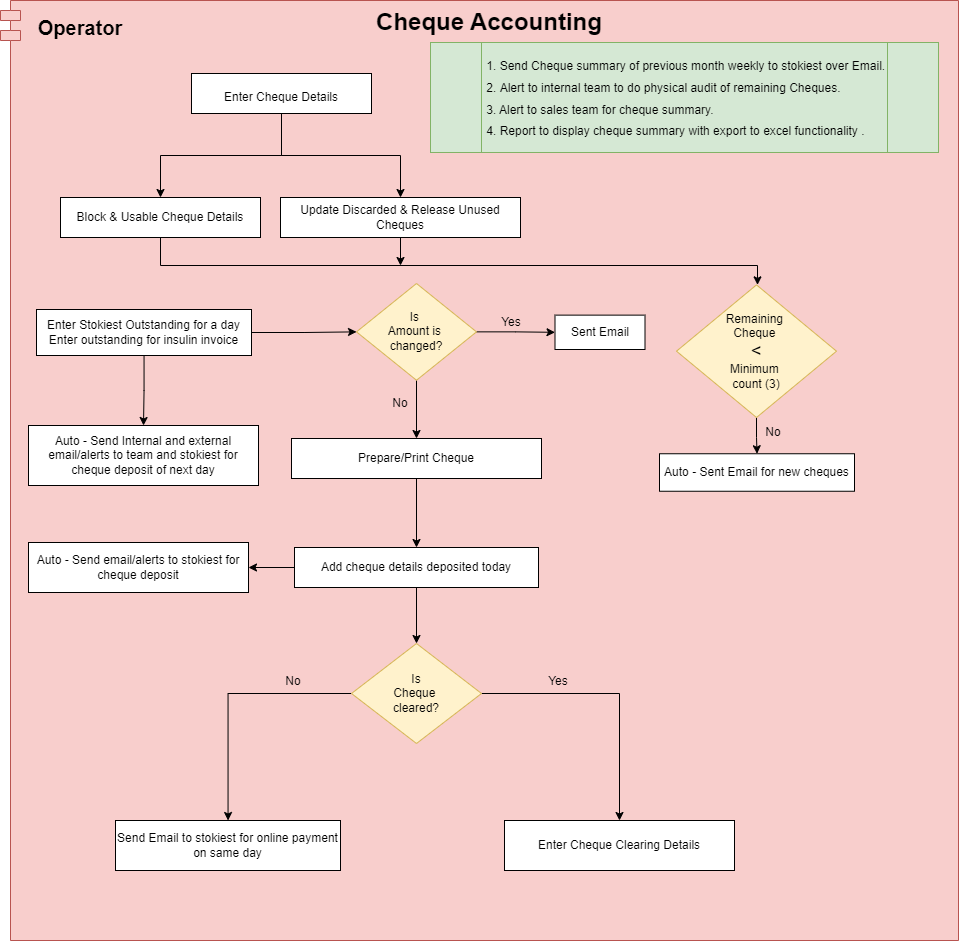 Cheque Accounting
Operator
1. Send Cheque summary of previous month weekly to stokiest over Email.
2. Alert to internal team to do physical audit of remaining Cheques.
3. Alert to sales team for cheque summary.
4. Report to display cheque summary with export to excel functionality .
Enter Cheque Details
Block & Usable Cheque Details
Update Discarded & Release Unused
Cheques
Enter Stokiest Outstanding for a day
Enter outstanding for insulin invoice
Is
Amount is
changed?
Yes
Sent Email
Remaining
Cheque
<
Minimum
count (3)
No
No
Auto - Send Internal and external
email/alerts to team and stokiest for
cheque deposit of next day
Prepare/Print Cheque
Auto - Sent Email for new cheques
Auto - Send email/alerts to stokiest for
cheque deposit
Add cheque details deposited today
Is
Cheque
cleared?
No
Yes
Send Email to stokiest for online payment
on same day
Enter Cheque Clearing Details